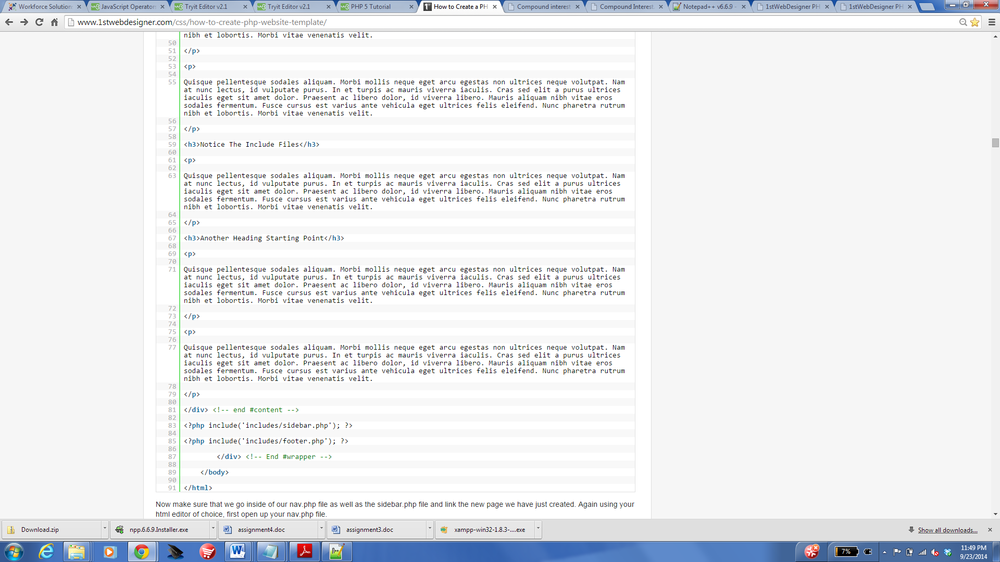 Workforce Solution
JavaScript Operator
Tryit Editor v2.1
Tryit Editor v2.1
PHP 5 Tutorial
How to Create a PH
Compound interest
Compound Interest
Notepad++ v6.6.9 -
1stWebDesigner PH
1stWebDesigner PH
www.1stwebdesigner.com/css/how-to-create-php-website-template/
nibh et lobortis. Morbi vitae venenatis velit.
50
51 </p>
52
53 <p>
54
55 Quisque pellentesque sodales aliquam. Morbi mollis neque eget arcu egestas non ultrices neque volutpat. Nam
at nunc lectus, id vulputate purus. In et turpis ac mauris viverra iaculis. Cras sed elit a purus ultrices
iaculis eget sit amet dolor. Praesent ac libero dolor, id viverra libero. Mauris aliquam nibh vitae eros
sodales fermentum. Fusce cursus est varius ante vehicula eget ultrices felis eleifend. Nunc pharetra rutrum
nibh et lobortis. Morbi vitae venenatis velit.
56
57 </p>
58
59 <h3>Notice The Include Files</h3>
60
61 <p>
62
63 Quisque pellentesque sodales aliquam. Morbi mollis neque eget arcu egestas non ultrices neque volutpat. Nam
at nunc lectus, id vulputate purus. In et turpis ac mauris viverra iaculis. Cras sed elit a purus ultrices
iaculis eget sit amet dolor. Praesent ac libero dolor, id viverra libero. Mauris aliquam nibh vitae eros
sodales fermentum. Fusce cursus est varius ante vehicula eget ultrices felis eleifend. Nunc pharetra rutrum
nibh et lobortis. Morbi vitae venenatis velit.
64
65 </p>
66
67 <h3>Another Heading Starting Point</h3>
68
69 <p>
70
71 Quisque pellentesque sodales aliquam. Morbi mollis neque eget arcu egestas non ultrices neque volutpat. Nam
at nunc lectus, id vulputate purus. In et turpis ac mauris viverra iaculis. Cras sed elit a purus ultrices
iaculis eget sit amet dolor. Praesent ac libero dolor, id viverra libero. Mauris aliquam nibh vitae eros
sodales fermentum. Fusce cursus est varius ante vehicula eget ultrices felis eleifend. Nunc pharetra rutrum
nibh et lobortis. Morbi vitae venenatis velit.
72
73 </p>
74
75 <p>
76
77 Quisque pellentesque sodales aliquam. Morbi mollis neque eget arcu egestas non ultrices neque volutpat. Nam
at nunc lectus, id vulputate purus. In et turpis ac mauris viverra iaculis. Cras sed elit a purus ultrices
iaculis eget sit amet dolor. Praesent ac libero dolor, id viverra libero. Mauris aliquam nibh vitae eros
sodales fermentum. Fusce cursus est varius ante vehicula eget ultrices felis eleifend. Nunc pharetra rutrum
nibh et lobortis. Morbi vitae venenatis velit.
78
79 </p>
80
81 </div> <!-- end #content -->
82
83 <?php include('includes/sidebar.php'); ?>
84
85 <?php include('includes/footer.php'); ?>
86
87 </div> <!-- End #wrapper -->
88
89 </body>
90
91 </html>
Now make sure that we go inside of our nav.php file as well as the sidebar.php file and link the new page we have just created. Again using your
html editor of choice, first open up your nav.php file.
Download.zip
npp.6.6.9.Installer.exe
assignment4.doc
assignment3.doc
xampp-win32-1.8.3-....exe
Show all downloads...
7%
11:49 PM
9/23/2014